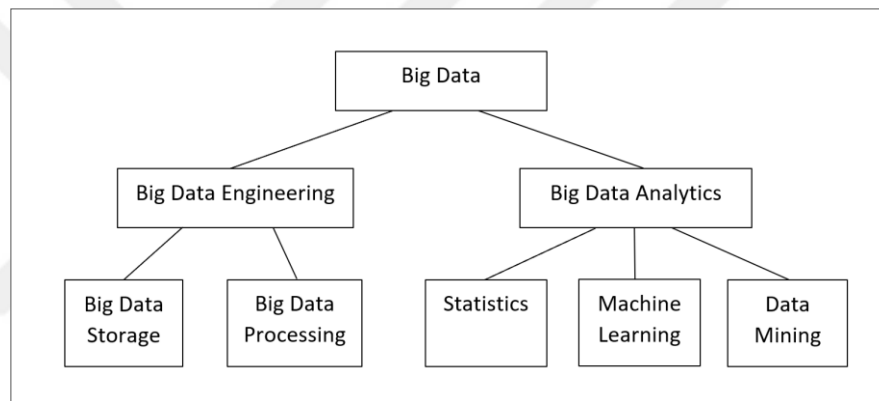 Big Data
Big Data Engineering
Big Data Analytics
Big Data
Storage
Big Data
Processing
Statistics
Machine
Learning
Data
Mining